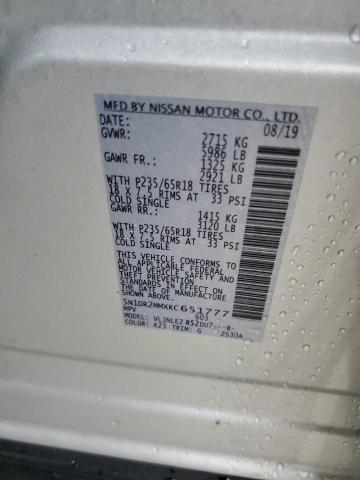 MFD BY NISSAN MOTOR CO., LTD.
DATE: 08/19
GVWR: 2715 KG
5986 LB
GAWR FR.: 1325 KG
2921 LB
WITH P235/65R18 TIRES
18 X 7.5 RIMS AT 33 PSI
COLD SINGLE
GAWR RR.: 1415 KG
3120 LB
WITH P235/65R18 TIRES
18 X 7.5 RIMS AT 33 PSI
COLD SINGLE
THIS VEHICLE CONFORMS TO
ALL APPLICABLE FEDERAL
MOTOR VEHICLE SAFETY AND
THEFT PREVENTION
STANDARDS IN EFFECT ON
THE DATE OF MANUFACTURE
SHOWN ABOVE.
5N1DR2MMXKC651777
MPV 603
MODEL: VLJNLEZ R52DU7---B-
COLOR: K23 TRIM: G 2530A